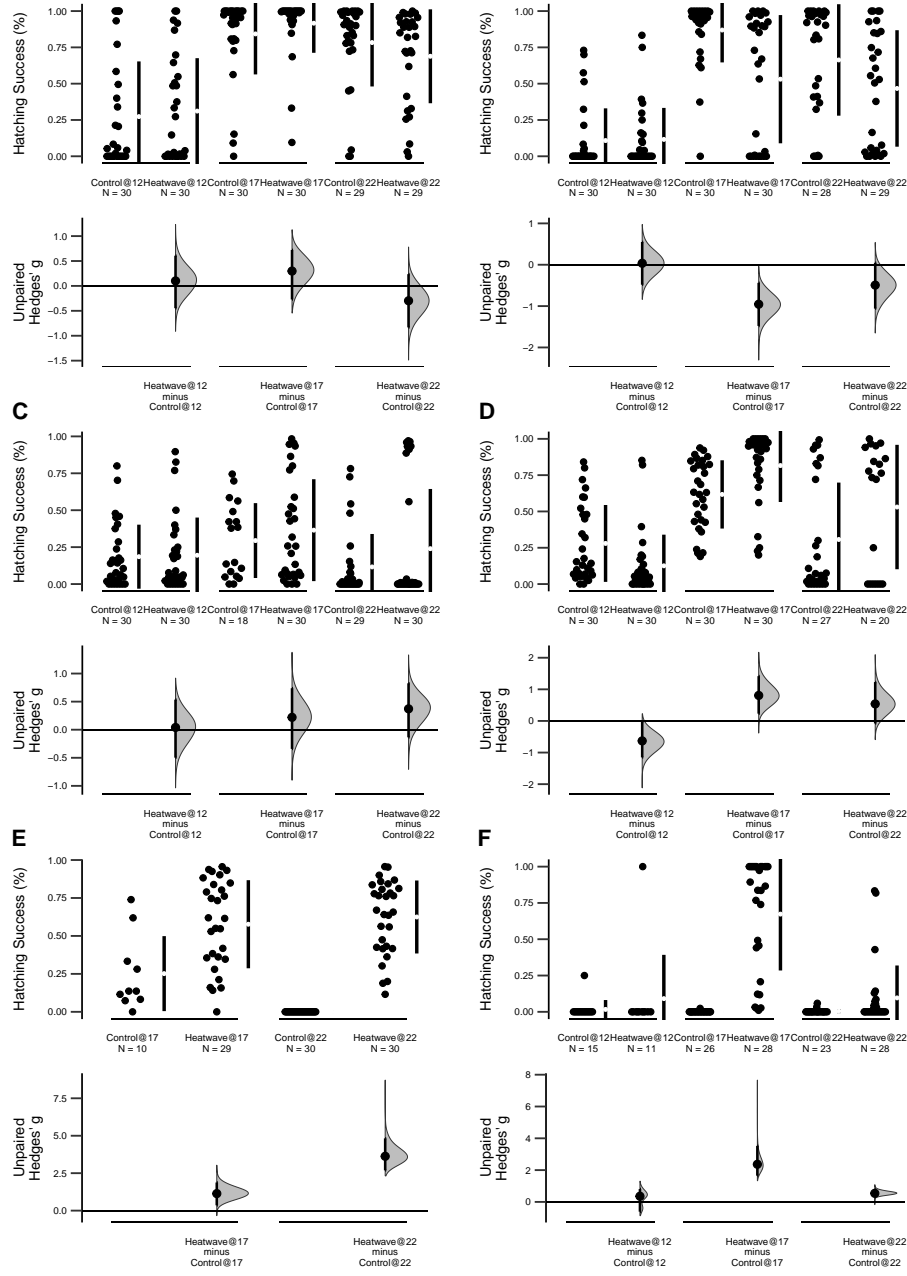 Hatching Success (%)
1.00
0.75
0.50
0.25
0.00
Control@12 Heatwave@12 Control@17 Heatwave@17 Control@22 Heatwave@22
N = 30 N = 30 N = 30 N = 30 N = 29 N = 29
Unpaired
Hedges' g
1.0
0.5
0.0
−0.5
−1.0
−1.5
Heatwave@12 Heatwave@17 Heatwave@22
minus minus minus
Control@12 Control@17 Control@22
Hatching Success (%)
1.00
0.75
0.50
0.25
0.00
Control@12 Heatwave@12 Control@17 Heatwave@17 Control@22 Heatwave@22
N = 30 N = 30 N = 30 N = 30 N = 28 N = 29
Unpaired
Hedges' g
1
0
−1
−2
Heatwave@12 Heatwave@17 Heatwave@22
minus minus minus
Control@12 Control@17 Control@22
C
Hatching Success (%)
1.00
0.75
0.50
0.25
0.00
Control@12 Heatwave@12 Control@17 Heatwave@17 Control@22 Heatwave@22
N = 30 N = 30 N = 18 N = 30 N = 29 N = 30
Unpaired
Hedges' g
1.0
0.5
0.0
−0.5
−1.0
Heatwave@12 Heatwave@17 Heatwave@22
minus minus minus
Control@12 Control@17 Control@22
D
Hatching Success (%)
1.00
0.75
0.50
0.25
0.00
Control@12 Heatwave@12 Control@17 Heatwave@17 Control@22 Heatwave@22
N = 30 N = 30 N = 30 N = 30 N = 27 N = 20
Unpaired
Hedges' g
2
1
0
−1
−2
Heatwave@12 Heatwave@17 Heatwave@22
minus minus minus
Control@12 Control@17 Control@22
E
Hatching Success (%)
1.00
0.75
0.50
0.25
0.00
Control@17 Heatwave@17 Control@22 Heatwave@22
N = 10 N = 29 N = 30 N = 30
Unpaired
Hedges' g
7.5
5.0
2.5
0.0
Heatwave@17 Heatwave@22
minus minus
Control@17 Control@22
F
Hatching Success (%)
1.00
0.75
0.50
0.25
0.00
Control@12 Heatwave@12 Control@17 Heatwave@17 Control@22 Heatwave@22
N = 15 N = 11 N = 26 N = 28 N = 23 N = 28
Unpaired
Hedges' g
8
6
4
2
0
Heatwave@12 Heatwave@17 Heatwave@22
minus minus minus
Control@12 Control@17 Control@22